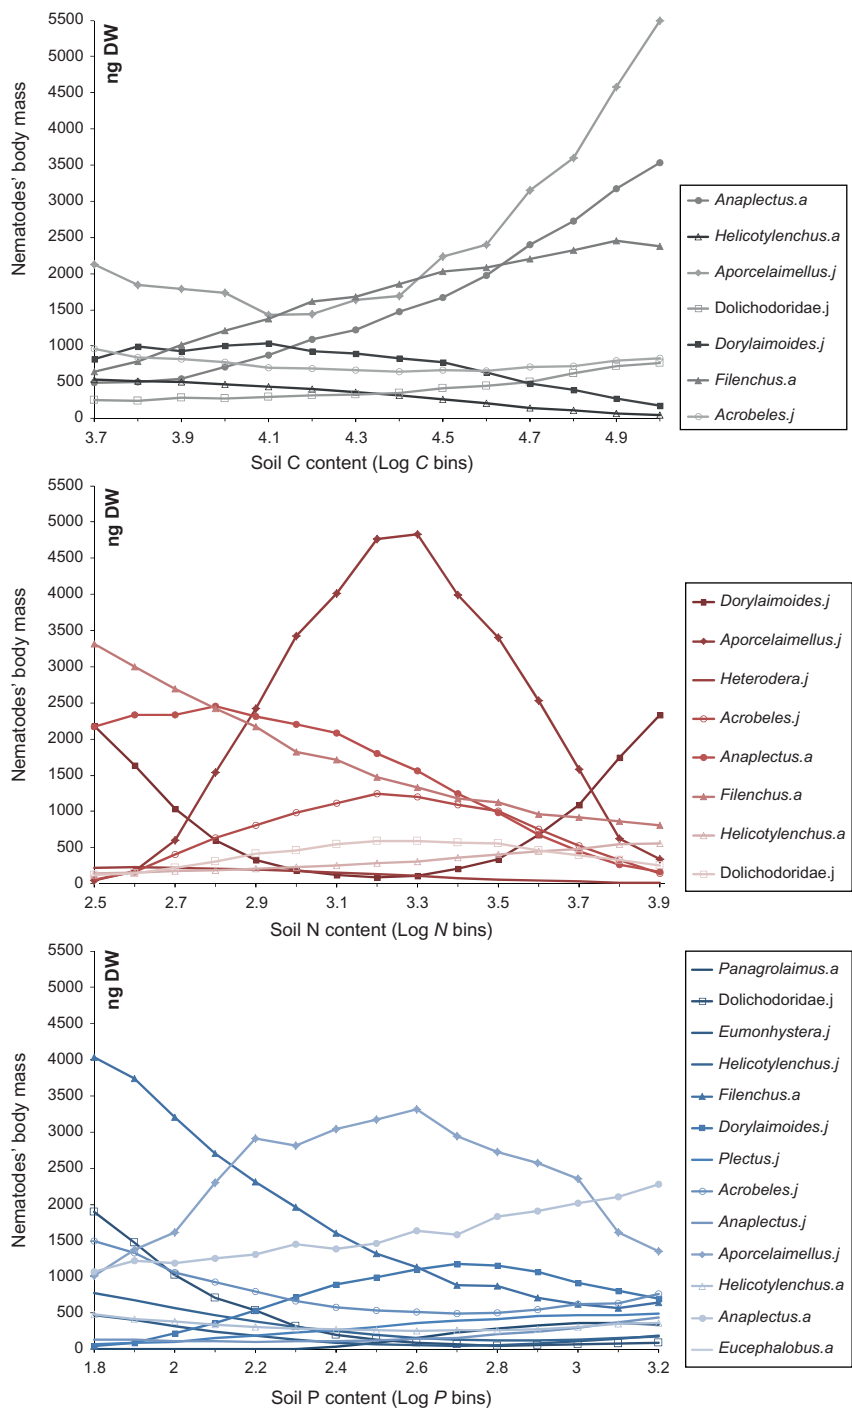 5500
5000
4500
4000
3500
3000
2500
2000
1500
1000
500
0
Nematodes' body mass
ng DW
3.7 3.9 4.1 4.3 4.5 4.7 4.9
Soil C content (Log C bins)
Anaplectus.a
Helicotylenchus.a
Aporcelaimellus.j
Dolichodoridae.j
Dorylaimoides.j
Filenchus.a
Acrobeles.j
5500
5000
4500
4000
3500
3000
2500
2000
1500
1000
500
0
Nematodes' body mass
ng DW
2.5 2.7 2.9 3.1 3.3 3.5 3.7 3.9
Soil N content (Log N bins)
Dorylaimoides.j
Aporcelaimellus.j
Heterodera.j
Acrobeles.j
Anaplectus.a
Filenchus.a
Helicotylenchus.a
Dolichodoridae.j
5500
5000
4500
4000
3500
3000
2500
2000
1500
1000
500
0
Nematodes' body mass
ng DW
1.8 2 2.2 2.4 2.6 2.8 3 3.2
Soil P content (Log P bins)
Panagrolaimus.a
Dolichodoridae.j
Eumonhystera.j
Helicotylenchus.j
Filenchus.a
Dorylaimoides.j
Plectus.j
Acrobeles.j
Anaplectus.j
Aporcelaimellus.j
Helicotylenchus.a
Anaplectus.a
Eucephalobus.a